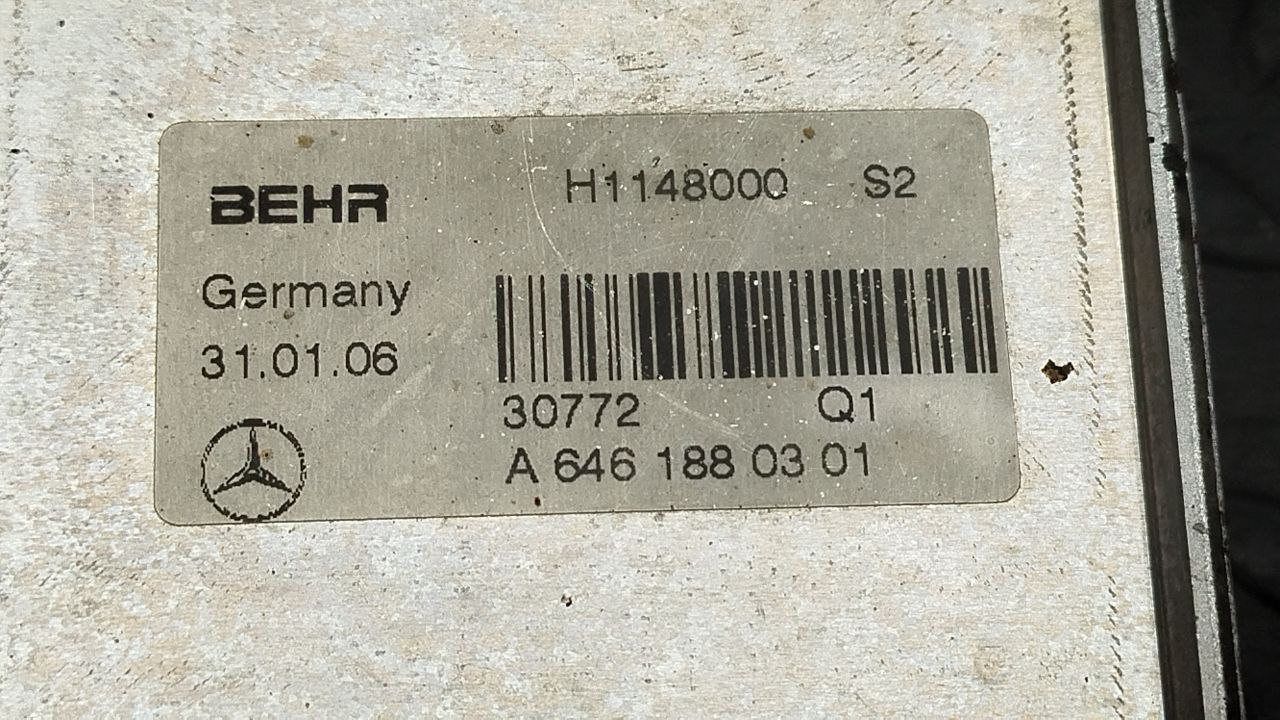 BEHR
H1148000 S2
Germany
31.01.06
30772 Q1
A 646 188 03 01